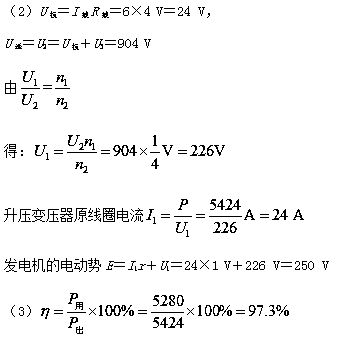 （2）U损＝I线R线＝6×4 V＝24 V，
U送＝U₂＝U损＋U₃＝904 V
由 U₁/U₂＝n₁/n₂
得：U₁＝U₂n₁/n₂＝904×1/4 V＝226V
升压变压器原线圈电流 I₁＝P/U₁＝5424/226 A＝24 A
发电机的电动势 E＝I₁r＋U₁＝24×1 V＋226 V＝250 V
（3）η＝P用/P出×100%＝5280/5424×100%＝97.3%